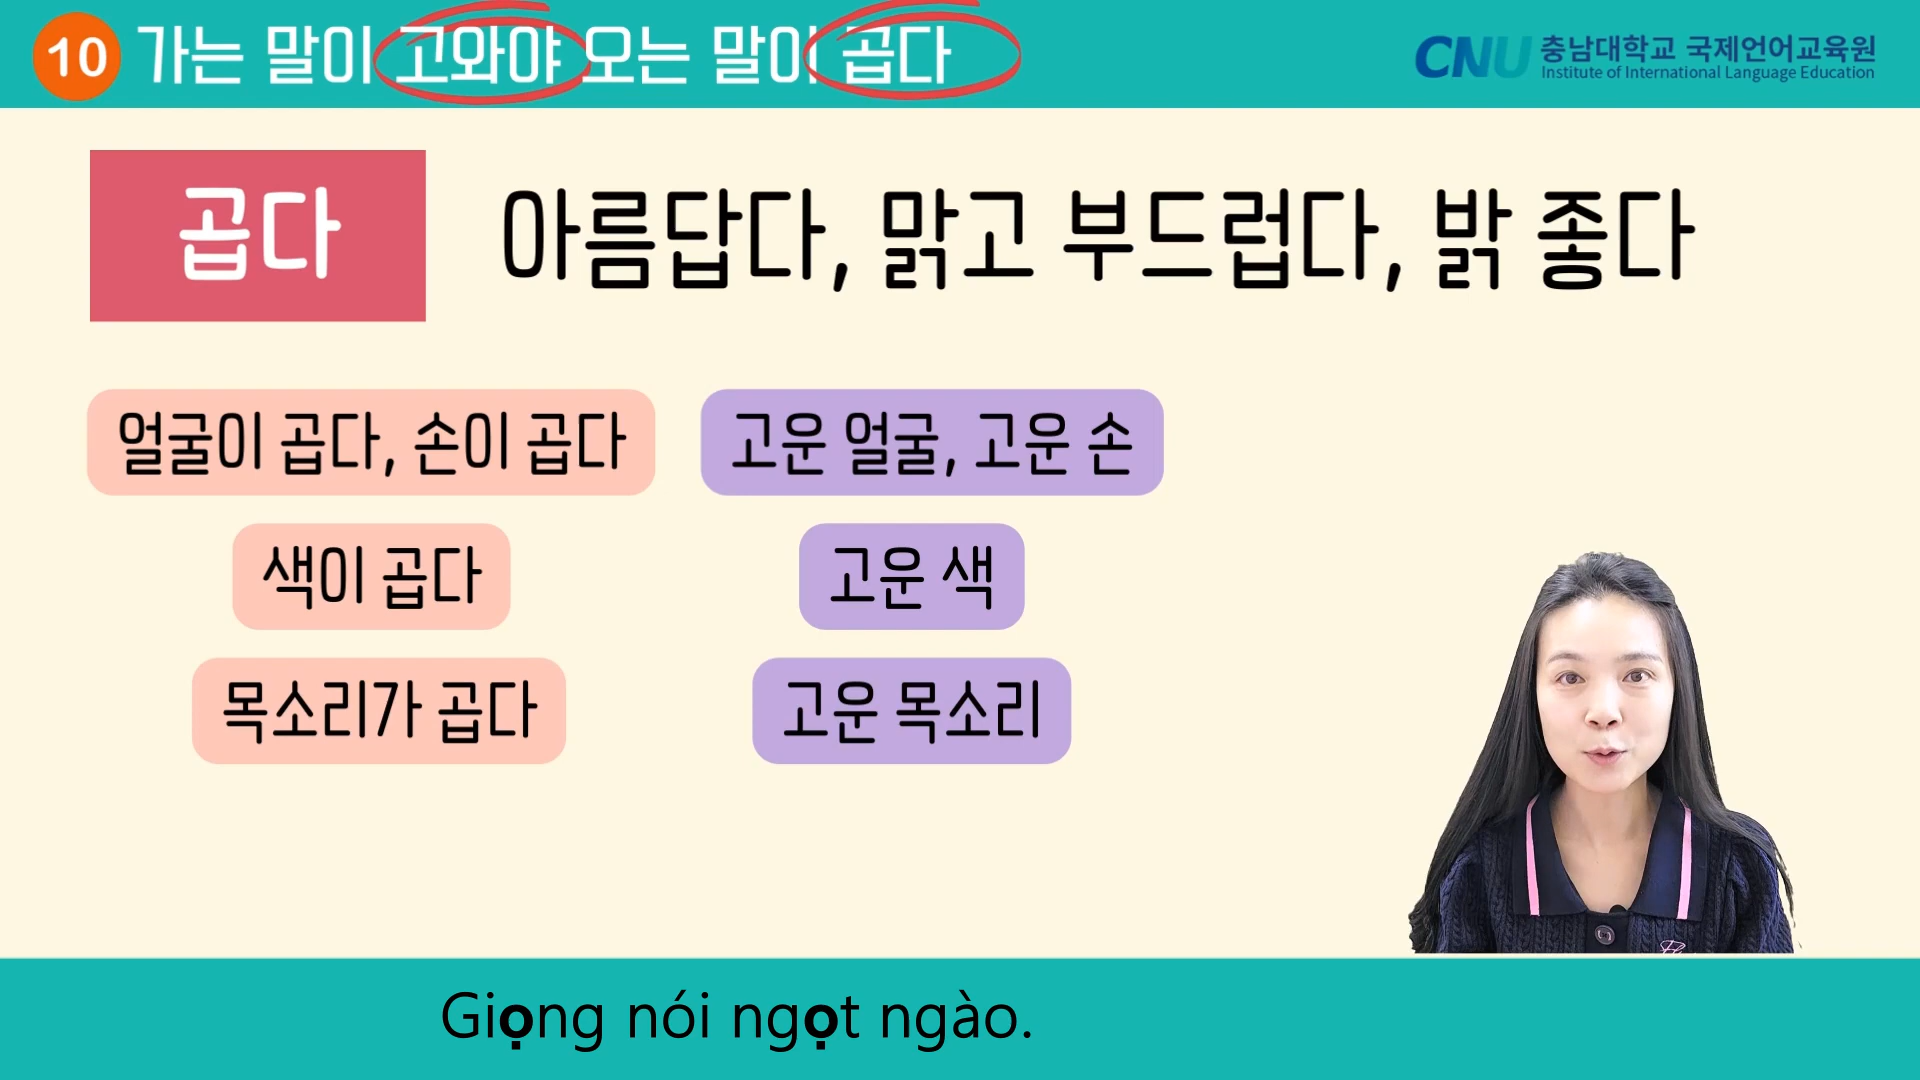 10 가는 말이 고와야 오는 말이 곱다
CNU 충남대학교 국제언어교육원
Institute of International Language Education
곱다 아름답다, 맑고 부드럽다, 밝 좋다
얼굴이 곱다, 손이 곱다 고운 얼굴, 고운 손
색이 곱다 고운 색
목소리가 곱다 고운 목소리
Giọng nói ngọt ngào.